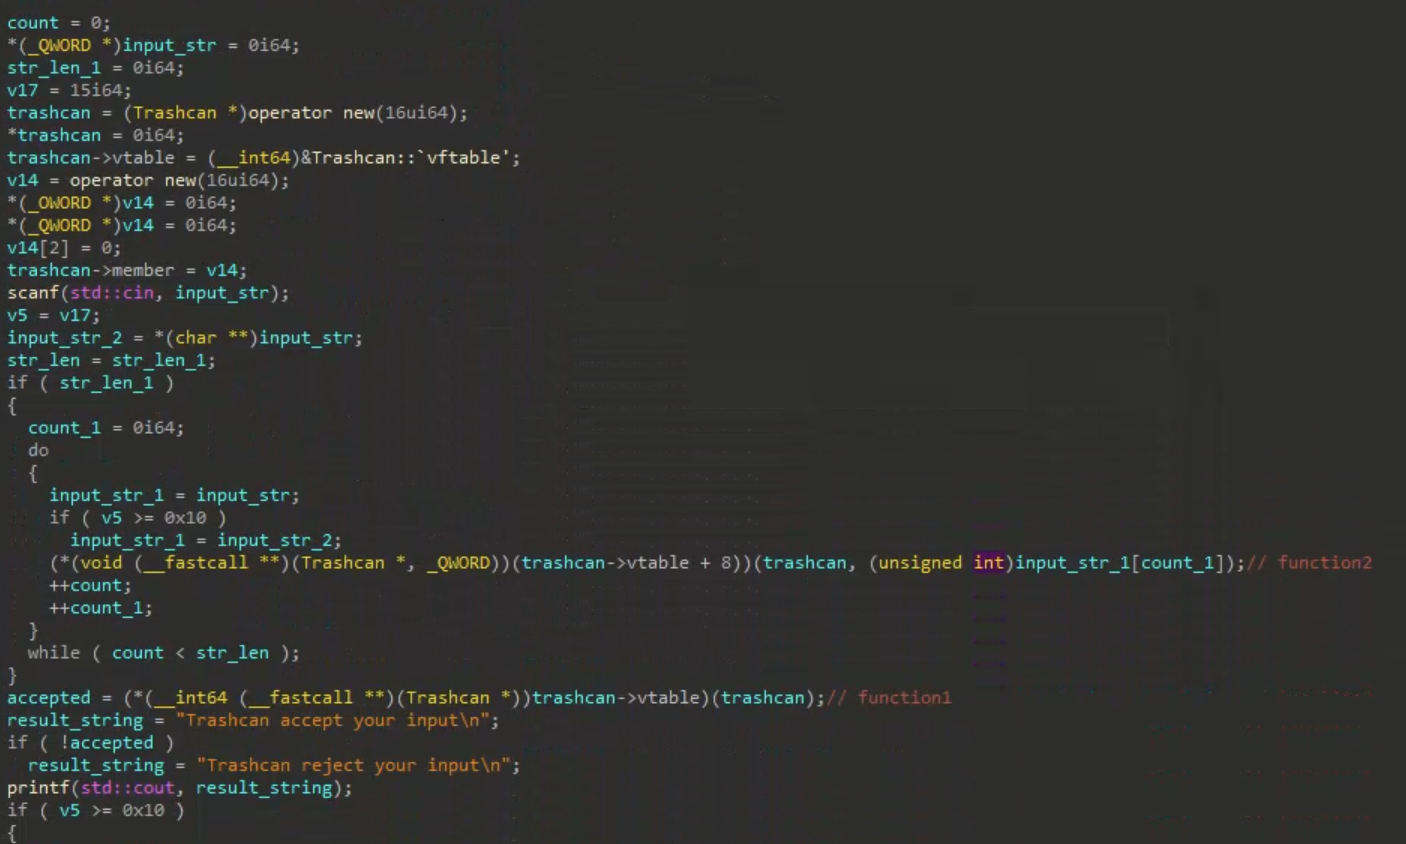 count = 0;
*(_QWORD *)input_str = 0i64;
str_len_1 = 0i64;
v17 = 15i64;
trashcan = (Trashcan *)operator new(16ui64);
*trashcan = 0i64;
trashcan->vtable = (__int64)&Trashcan::`vftable';
v14 = operator new(16ui64);
*(_OWORD *)v14 = 0i64;
*(_QWORD *)v14 = 0i64;
v14[2] = 0;
trashcan->member = v14;
scanf(std::cin, input_str);
v5 = v17;
input_str_2 = *(char **)input_str;
str_len = str_len_1;
if ( str_len_1 )
{
count_1 = 0i64;
do
{
input_str_1 = input_str;
if ( v5 >= 0x10 )
input_str_1 = input_str_2;
(*(void (__fastcall **)(Trashcan *, _QWORD))(trashcan->vtable + 8))(trashcan, (unsigned int)input_str_1[count_1]);// function2
++count;
++count_1;
}
while ( count < str_len );
}
accepted = (*(__int64 (__fastcall **)(Trashcan *))trashcan->vtable)(trashcan);// function1
result_string = "Trashcan accept your input\n";
if ( !accepted )
result_string = "Trashcan reject your input\n";
printf(std::cout, result_string);
if ( v5 >= 0x10 )
{